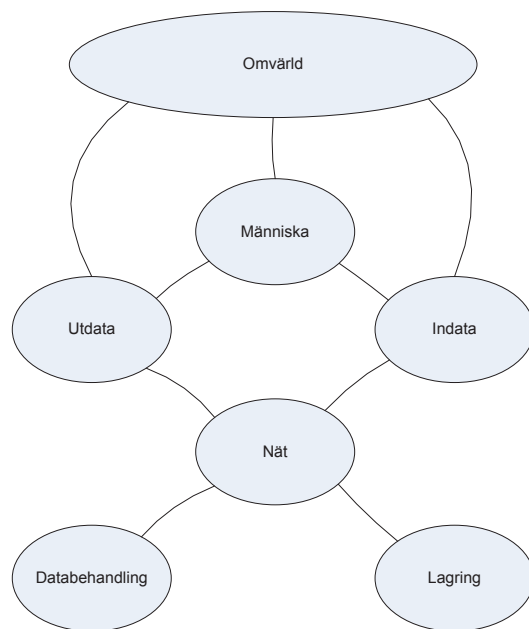 Omvärld
Människa
Utdata
Indata
Nät
Databehandling
Lagring